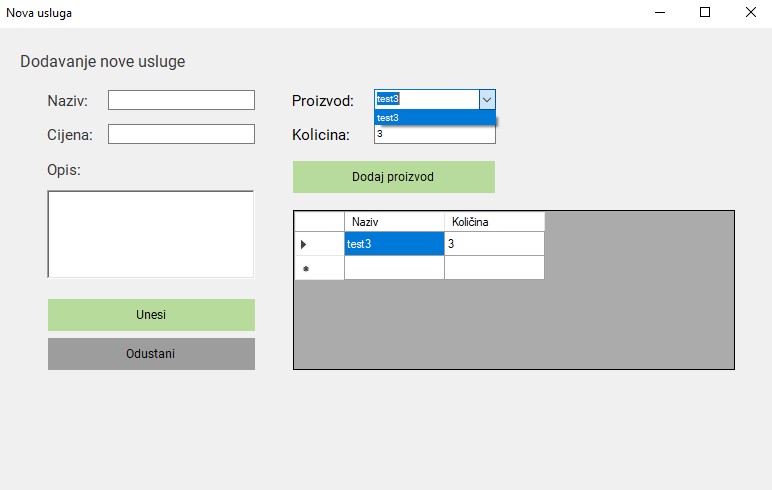 Nova usluga
Dodavanje nove usluge
Naziv:
Cijena:
Opis:
Unesi
Odustani
Proizvod: test3
test3
Kolicina: 3
Dodaj proizvod
Naziv Količina
test3 3